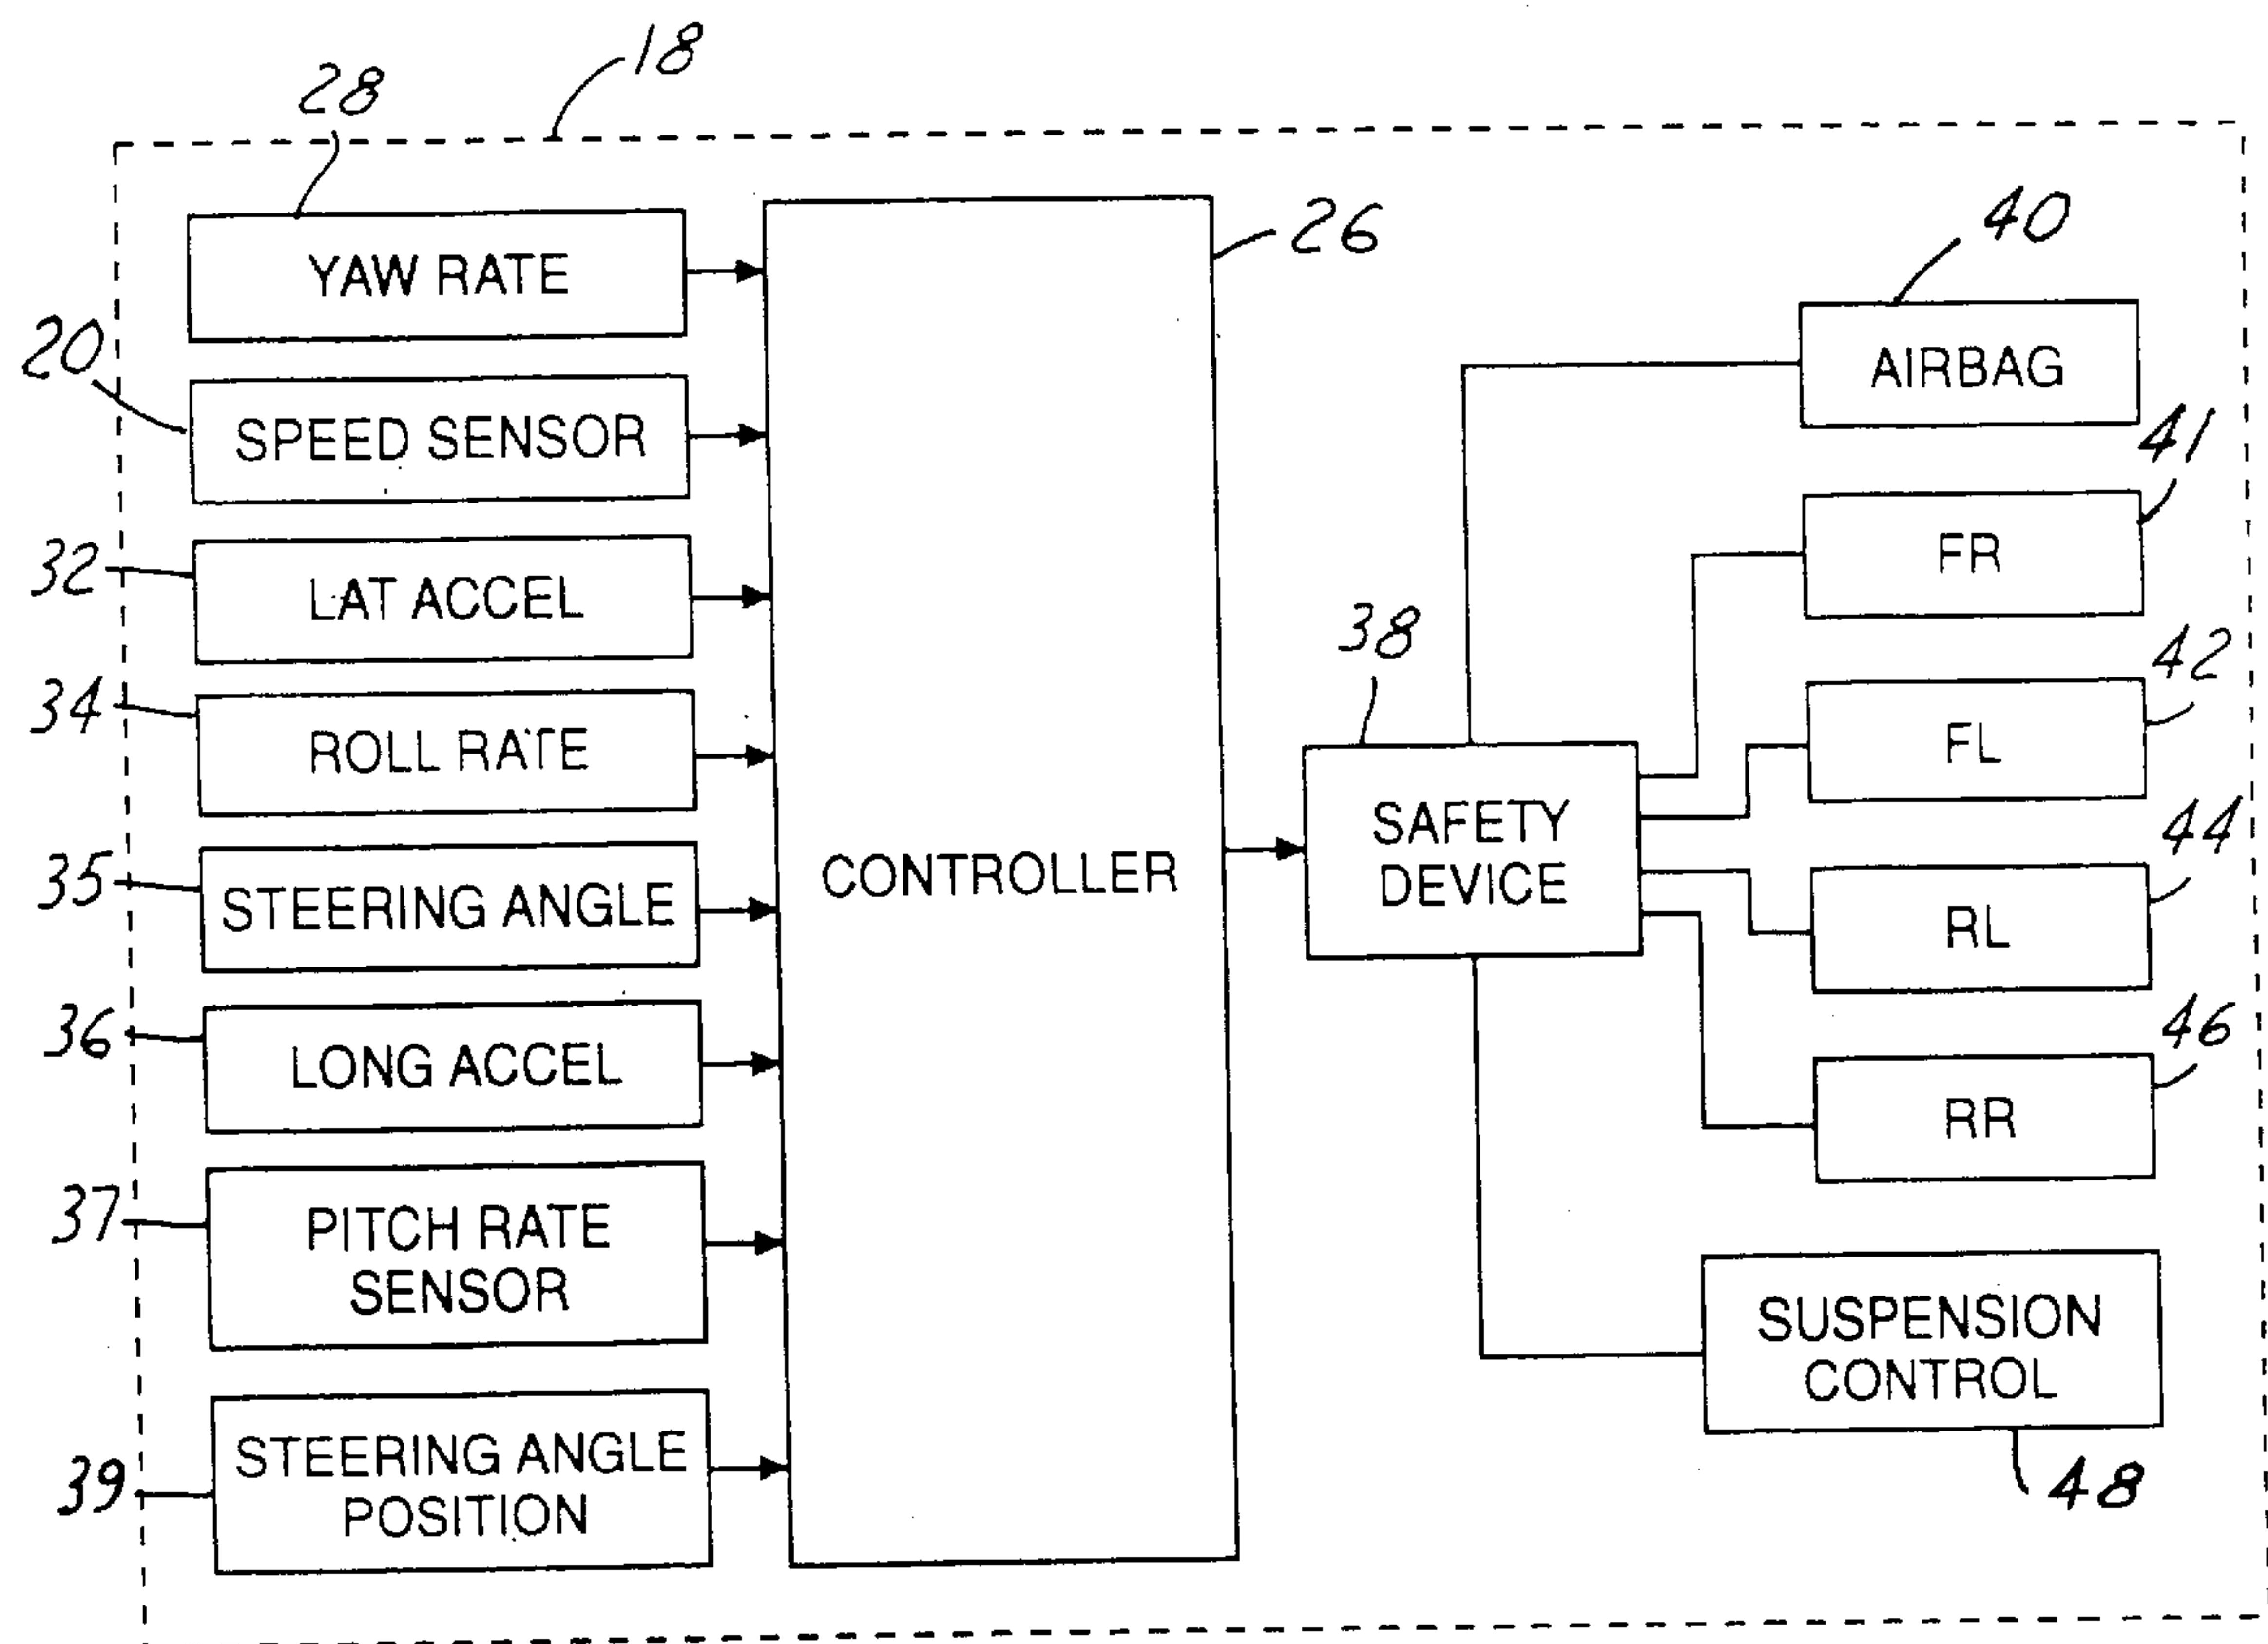 18
28
YAW RATE
20
SPEED SENSOR
32
LAT ACCEL
34
ROLL RATE
35
STEERING ANGLE
36
LONG ACCEL
37
PITCH RATE
SENSOR
39
STEERING ANGLE
POSITION
26
CONTROLLER
38
SAFETY
DEVICE
40
AIRBAG
41
FR
42
FL
44
RL
46
RR
SUSPENSION
CONTROL
48